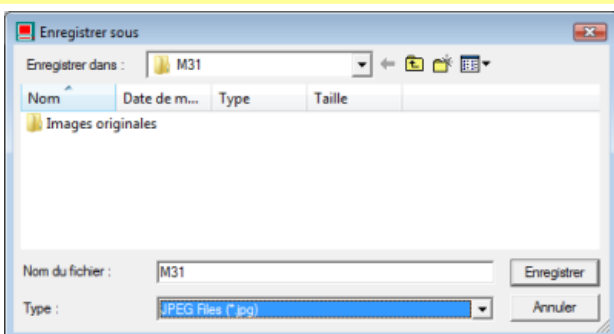 Enregistrer sous
Enregistrer dans : M31
Nom Date de m... Type Taille
Images originales
Nom du fichier : M31 Enregistrer
Type : JPEG Files (*.jpg) Annuler